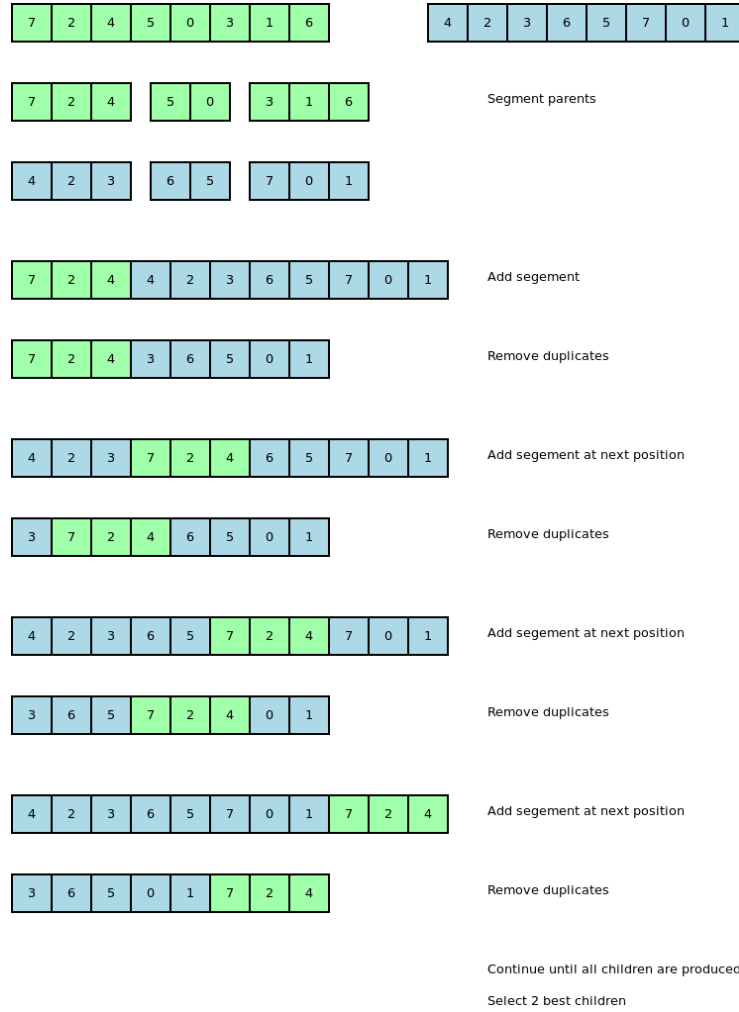 7 2 4 5 0 3 1 6 4 2 3 6 5 7 0 1
7 2 4 5 0 3 1 6 Segment parents
4 2 3 6 5 7 0 1
7 2 4 4 2 3 6 5 7 0 1 Add segement
7 2 4 3 6 5 0 1 Remove duplicates
4 2 3 7 2 4 6 5 7 0 1 Add segement at next position
3 7 2 4 6 5 0 1 Remove duplicates
4 2 3 6 5 7 2 4 7 0 1 Add segement at next position
3 6 5 7 2 4 0 1 Remove duplicates
4 2 3 6 5 7 0 1 7 2 4 Add segement at next position
3 6 5 0 1 7 2 4 Remove duplicates
Continue until all children are produced
Select 2 best children